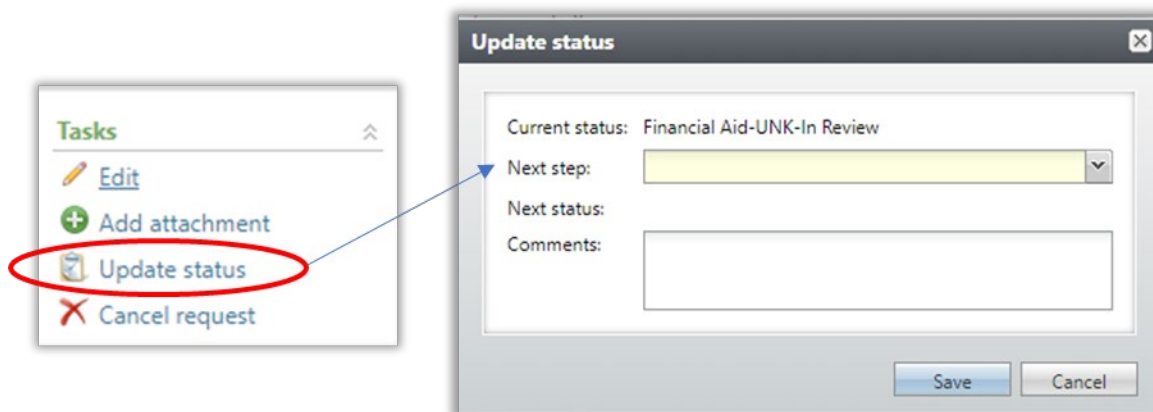 Tasks
Edit
Add attachment
Update status
Cancel request
Update status
Current status: Financial Aid-UNK-In Review
Next step:
Next status:
Comments:
Save Cancel